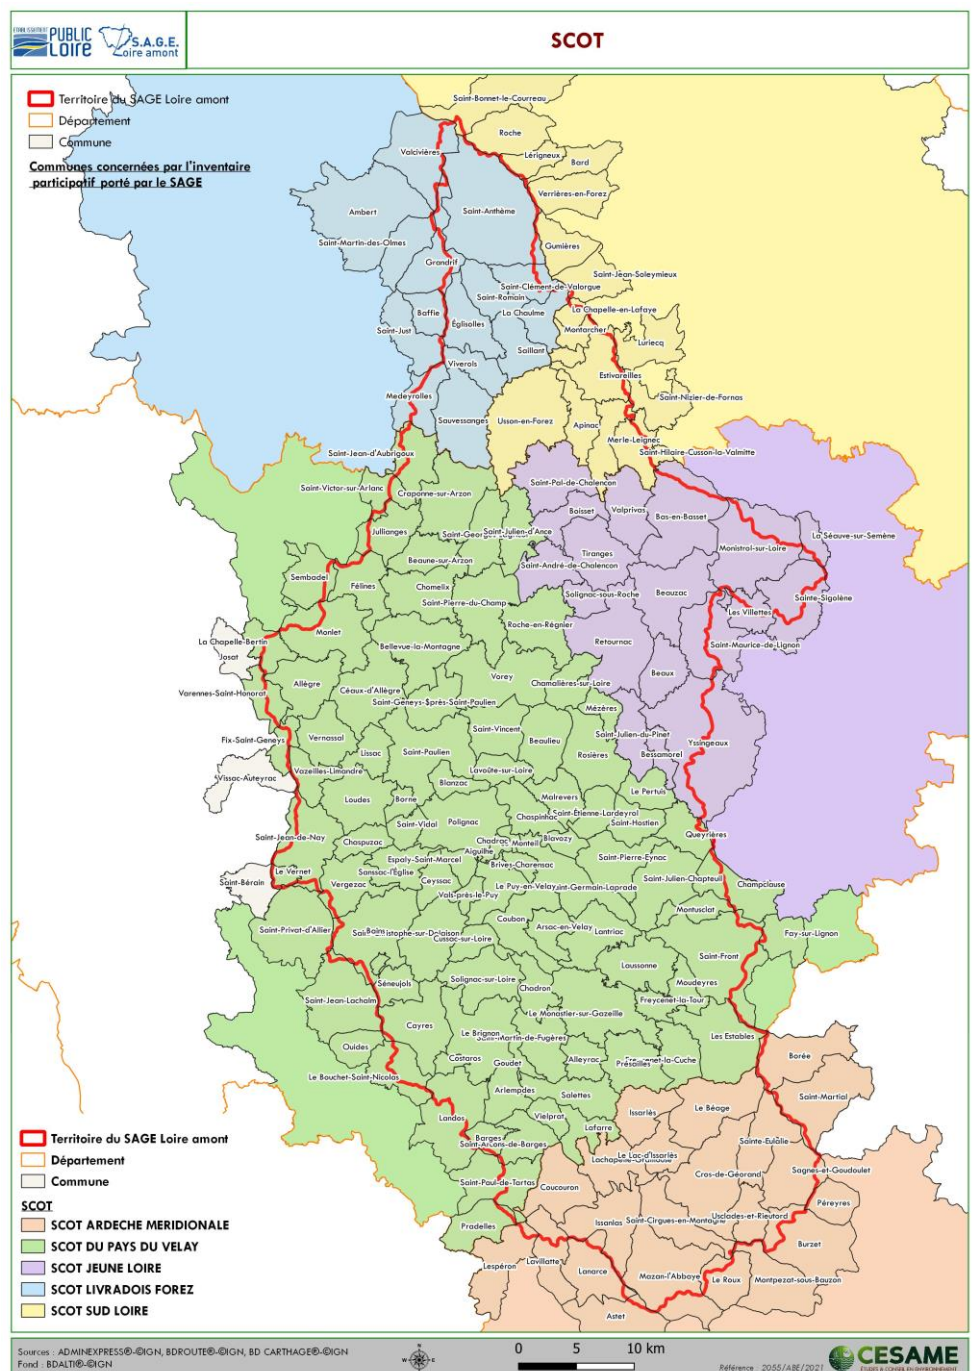 ETABLISSEMENT
PUBLIC
LOIRE
S.A.G.E.
Loire amont
SCOT
Territoire du SAGE Loire amont
Département
Commune
Communes concernées par l'inventaire
participatif porté par le SAGE
Saint-Bonnet-le-Courreau
Roche
Valcivières
Lérigneux
Bard
Verrières-en-Forez
Ambert
Saint-Anthème
Saint-Martin-des-Olmes
Gumières
Grandrif
Saint-Jean-Soleymieux
Saint-Clément-de-Valorgue
Saint-Romain
Baffie
La Chaulme
La Chapelle-en-Lafaye
Saint-Just
Églisolles
Montarcher
Luriecq
Saillant
Viverols
Estivareilles
Medeyrolles
Saint-Nizier-de-Fornas
Sauvessanges
Usson-en-Forez
Apinac
Merle-Leignec
Saint-Jean-d'Aubrigoux
Saint-Hilaire-Cusson-la-Valmitte
Saint-Victor-sur-Arlanc
Craponne-sur-Arzon
Saint-Pal-de-Chalencon
Boisset
Valprivas
Bas-en-Basset
Jullianges
Saint-Julien-d'Ance
La Séauve-sur-Semène
Monistrol-sur-Loire
Beaune-sur-Arzon
Tiranges
Saint-André-de-Chalencon
Sembadel
Félines
Chomelix
Solignac-sous-Roche
Beauzac
Sainte-Sigolène
Saint-Pierre-du-Champ
Les Villettes
Roche-en-Régnier
La Chapelle-Bertin
Monlet
Josat
Bellevue-la-Montagne
Retournac
Saint-Maurice-de-Lignon
Beaux
Vorey
Allègre
Céaux-d'Allègre
Chamalières-sur-Loire
Varennes-Saint-Honorat
Saint-Geneys-près-Saint-Paulien
Mézères
Fix-Saint-Geneys
Vernassal
Saint-Vincent
Beaulieu
Saint-Julien-du-Pinet
Yssingeaux
Lissac
Saint-Paulien
Rosières
Bessamorel
Vissac-Auteyrac
Vazeilles-Limandre
Lavoûte-sur-Loire
Blanzac
Le Pertuis
Loudes
Borne
Malrevers
Saint-Étienne-Lardeyrol
Chaspinhac
Saint-Hostien
Saint-Vidal
Polignac
Queyrières
Saint-Jean-de-Nay
Chaspuzac
Blavozy
Aiguilhe
Espaly-Saint-Marcel
Brives-Charensac
Saint-Pierre-Eynac
Le Vernet
Sanssac-l'Église
Saint-Bérain
Vergezac
Ceyssac
Le Puy-en-Velay
Saint-Julien-Chapteuil
Champclause
Vals-près-le-Puy
Montusclat
Coubon
Arsac-en-Velay
Saint-Privat-d'Allier
Bains
Cussac-sur-Loire
Lantriac
Fay-sur-Lignon
Saint-Front
Laussonne
Séneujols
Solignac-sur-Loire
Moudeyres
Chadron
Saint-Jean-Lachalm
Freycenet-la-Tour
Le Monastier-sur-Gazeille
Cayres
Le Brignon
Les Estables
Ouides
Costaros
Goudet
Alleyrac
Présailles
Borée
Le Bouchet-Saint-Nicolas
Arlempdes
Salettes
Saint-Martial
Landos
Vielprat
Issarlès
Le Béage
Lafarre
Barges
Saint-Arcons-de-Barges
Sainte-Eulalie
Le Lac-d'Issarlès
Cros-de-Géorand
Sagnes-et-Goudoulet
Saint-Paul-de-Tartas
Coucouron
Péreyres
Usclades-et-Rieutord
Pradelles
Issanlas
Saint-Cirgues-en-Montagne
Burzet
Lavillatte
Lespéron
Lanarce
Mazan-l'Abbaye
Le Roux
Montpezat-sous-Bauzon
Astet
Territoire du SAGE Loire amont
Département
Commune
SCOT
SCOT ARDECHE MERIDIONALE
SCOT DU PAYS DU VELAY
SCOT JEUNE LOIRE
SCOT LIVRADOIS FOREZ
SCOT SUD LOIRE
Sources : ADMINEXPRESS®-©IGN, BDROUTE®-©IGN, BD CARTHAGE®-©IGN
Fond : BDALTI®-©IGN
0 5 10 km
Référence : 2055/ABE/2021
CESAME
ÉTUDES & CONSEIL EN ENVIRONNEMENT